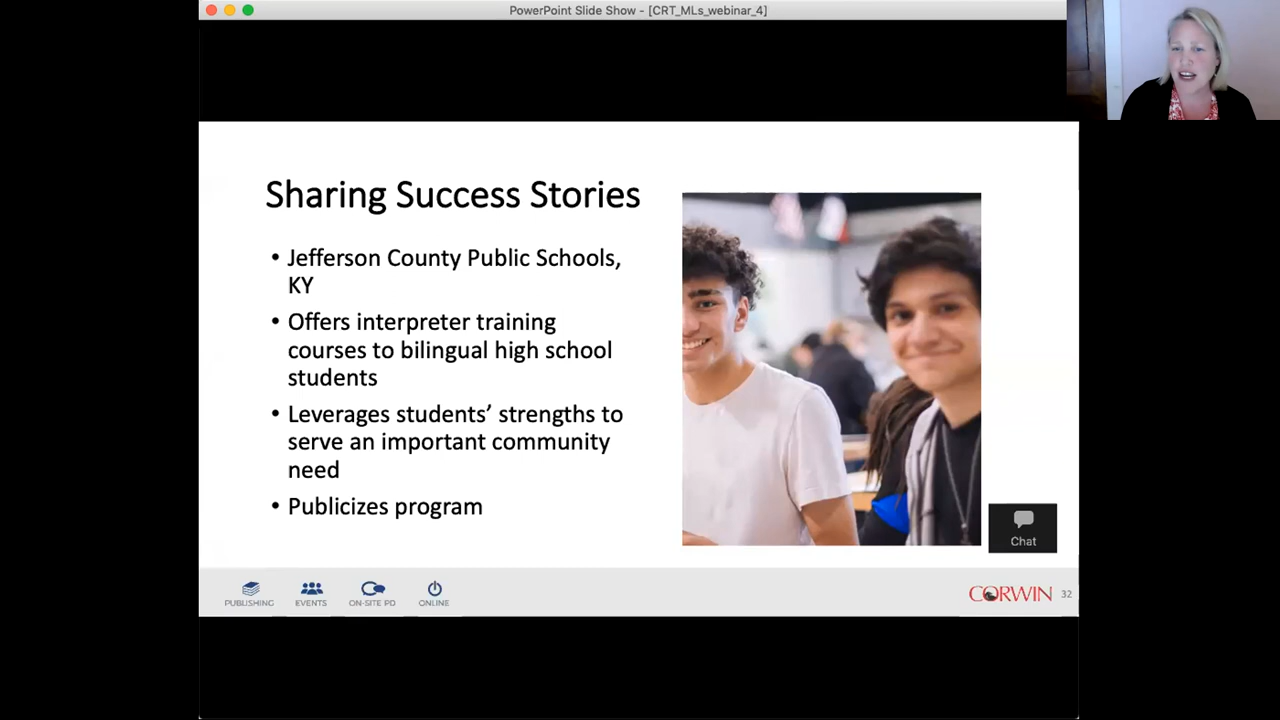 PowerPoint Slide Show - [CRT_MLs_webinar_4]
Sharing Success Stories
• Jefferson County Public Schools,
KY
• Offers interpreter training
courses to bilingual high school
students
• Leverages students’ strengths to
serve an important community
need
• Publicizes program
Chat
PUBLISHING
EVENTS
ON-SITE PD
ONLINE
CORWIN
32